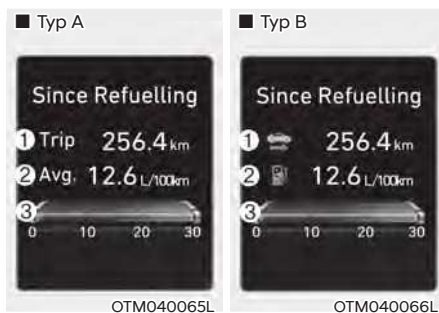 ■ Typ A
Since Refuelling
① Trip 256.4 km
② Avg. 12.6 L/100km
③
0 10 20 30
OTM040065L
■ Typ B
Since Refuelling
① 256.4 km
② 12.6 L/100km
③
0 10 20 30
OTM040066L